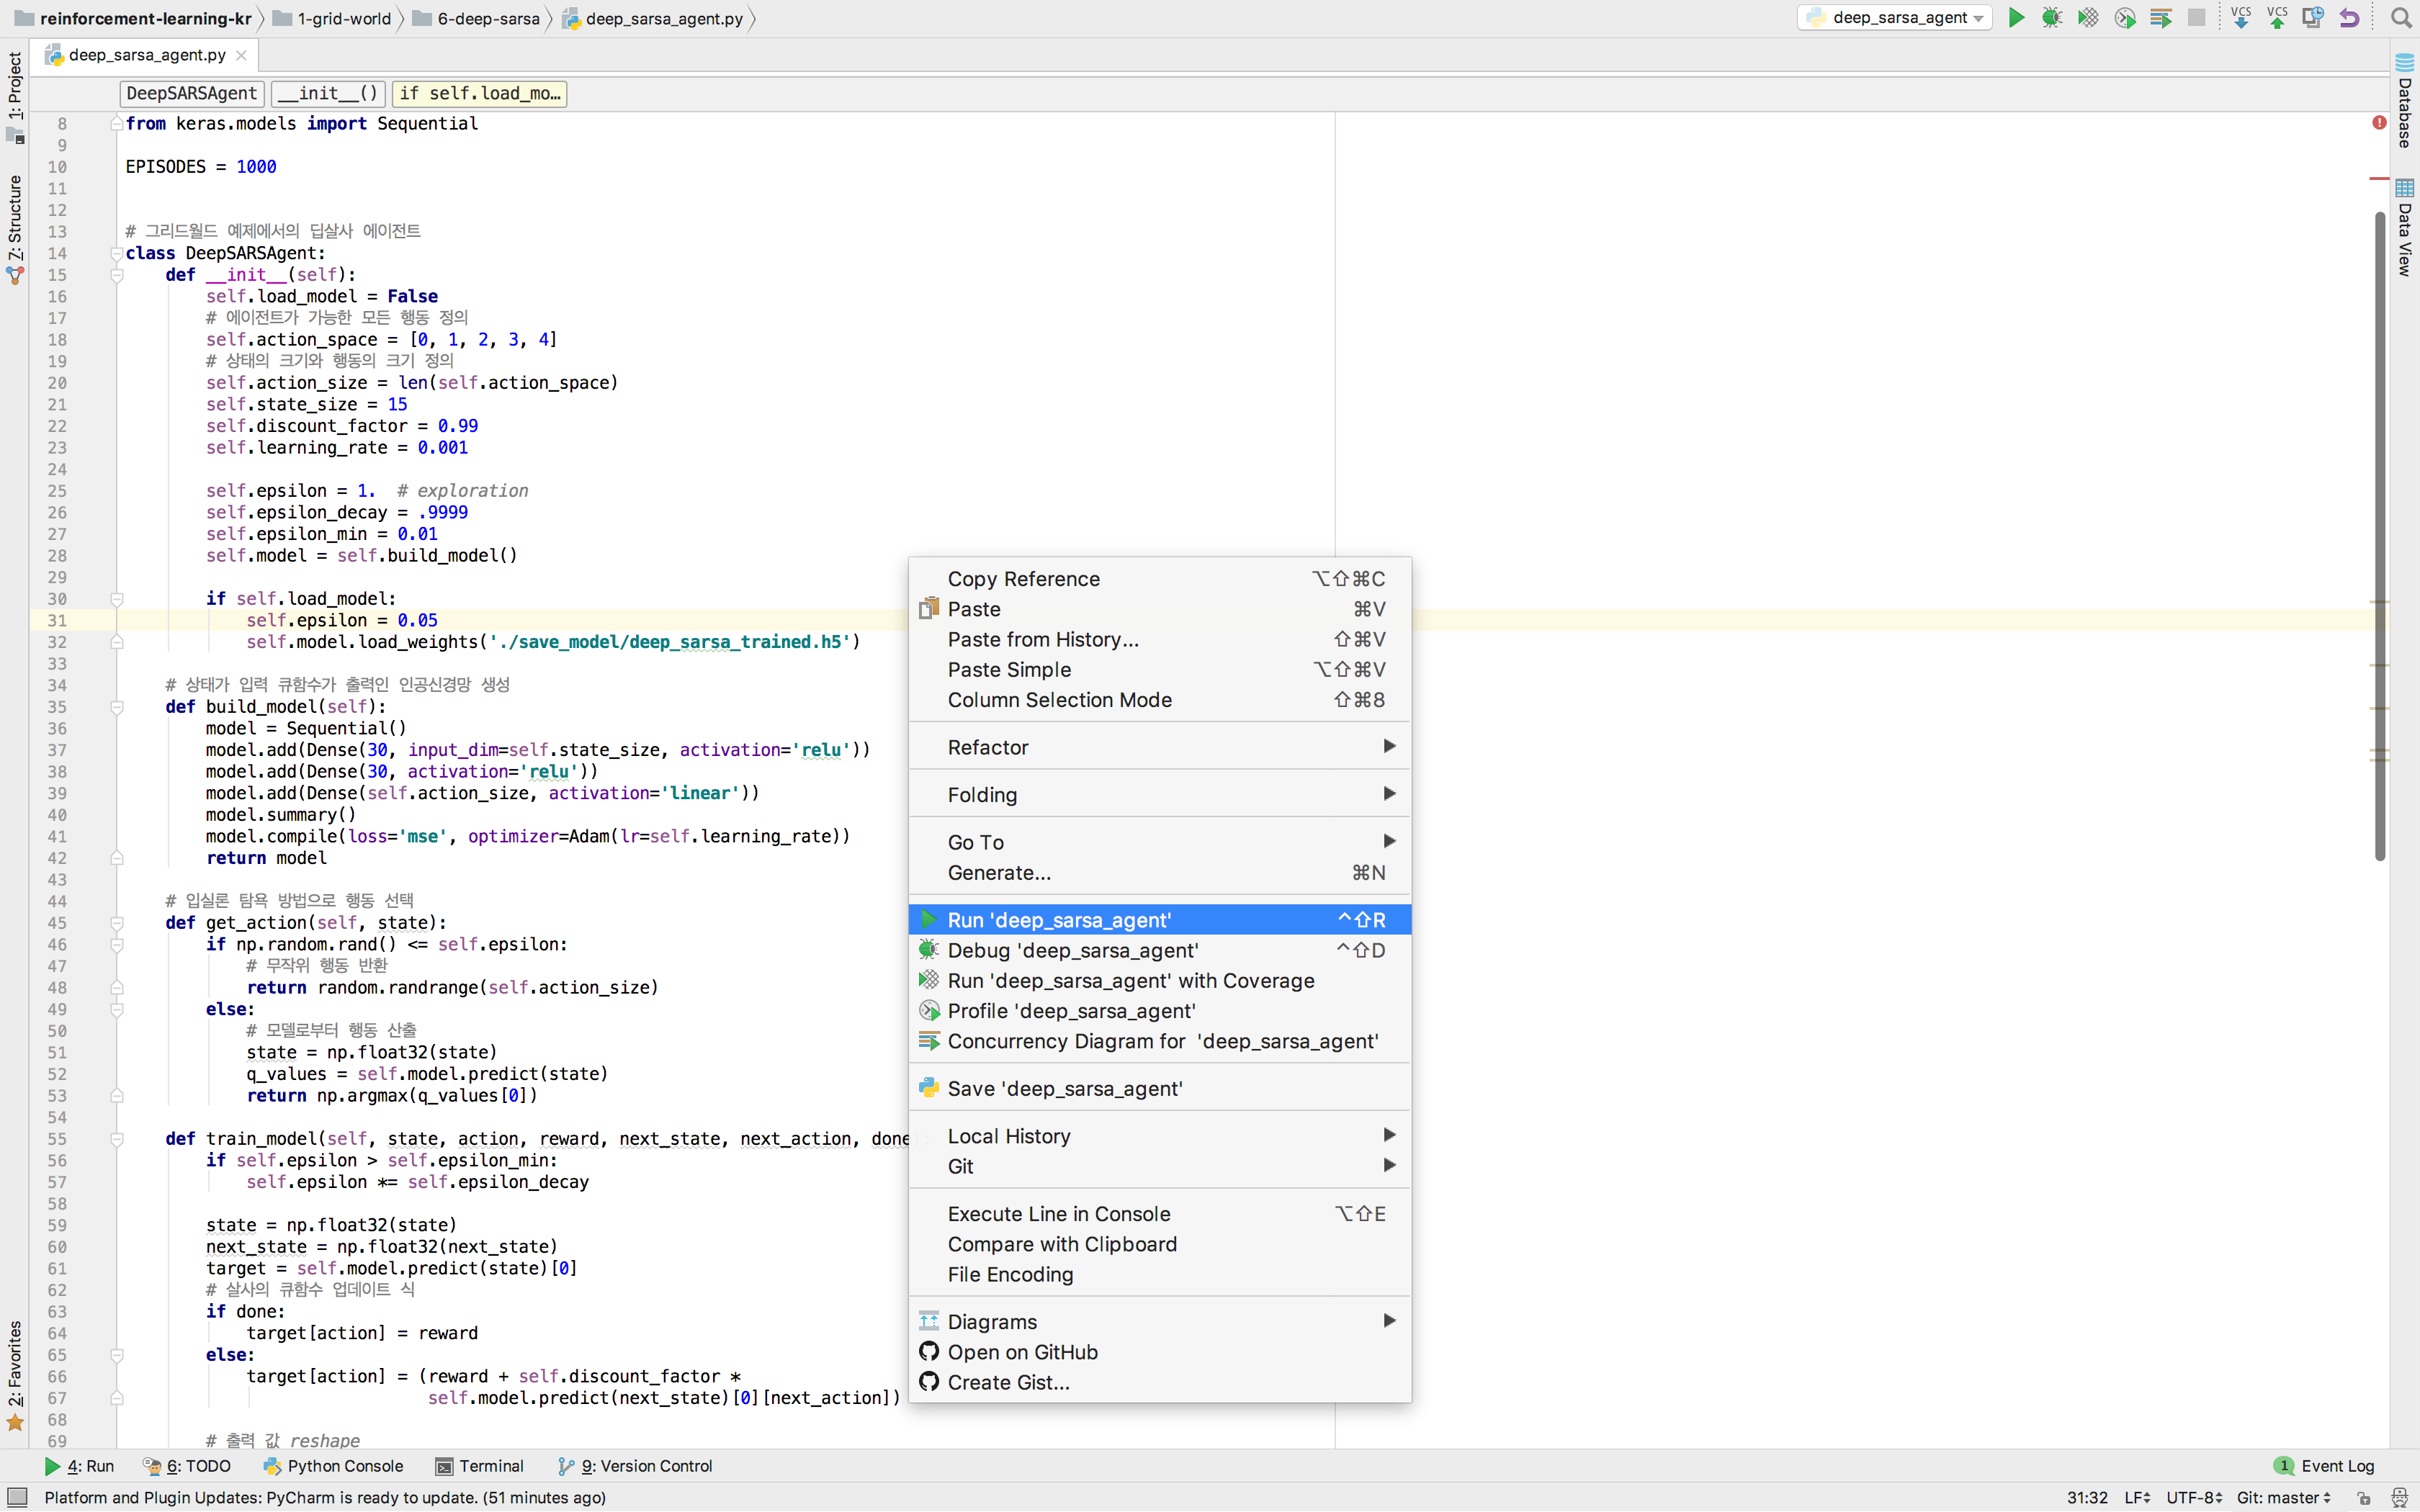 reinforcement-learning-kr 1-grid-world 6-deep-sarsa deep_sarsa_agent.py
deep_sarsa_agent
VCS VCS
deep_sarsa_agent.py
DeepSARSAgent __init__() if self.load_mo...
1: Project
7: Structure
2: Favorites
Database
Data View
8 from keras.models import Sequential
9
10 EPISODES = 1000
11
12
13 # 그리드월드 예제에서의 딥살사 에이전트
14 class DeepSARSAgent:
15 def __init__(self):
16 self.load_model = False
17 # 에이전트가 가능한 모든 행동 정의
18 self.action_space = [0, 1, 2, 3, 4]
19 # 상태의 크기와 행동의 크기 정의
20 self.action_size = len(self.action_space)
21 self.state_size = 15
22 self.discount_factor = 0.99
23 self.learning_rate = 0.001
24
25 self.epsilon = 1. # exploration
26 self.epsilon_decay = .9999
27 self.epsilon_min = 0.01
28 self.model = self.build_model()
29
30 if self.load_model:
31 self.epsilon = 0.05
32 self.model.load_weights('./save_model/deep_sarsa_trained.h5')
33
34 # 상태가 입력 큐함수가 출력인 인공신경망 생성
35 def build_model(self):
36 model = Sequential()
37 model.add(Dense(30, input_dim=self.state_size, activation='relu'))
38 model.add(Dense(30, activation='relu'))
39 model.add(Dense(self.action_size, activation='linear'))
40 model.summary()
41 model.compile(loss='mse', optimizer=Adam(lr=self.learning_rate))
42 return model
43
44 # 입실론 탐욕 방법으로 행동 선택
45 def get_action(self, state):
46 if np.random.rand() <= self.epsilon:
47 # 무작위 행동 반환
48 return random.randrange(self.action_size)
49 else:
50 # 모델로부터 행동 산출
51 state = np.float32(state)
52 q_values = self.model.predict(state)
53 return np.argmax(q_values[0])
54
55 def train_model(self, state, action, reward, next_state, next_action, done
56 if self.epsilon > self.epsilon_min:
57 self.epsilon *= self.epsilon_decay
58
59 state = np.float32(state)
60 next_state = np.float32(next_state)
61 target = self.model.predict(state)[0]
62 # 살사의 큐함수 업데이트 식
63 if done:
64 target[action] = reward
65 else:
66 target[action] = (reward + self.discount_factor *
67 self.model.predict(next_state)[0][next_action])
68
69 # 출력 값 reshape
Copy Reference ⌥⇧⌘C
Paste ⌘V
Paste from History... ⇧⌘V
Paste Simple ⌥⇧⌘V
Column Selection Mode ⇧⌘8
Refactor
Folding
Go To
Generate... ⌘N
Run 'deep_sarsa_agent' ^⇧R
Debug 'deep_sarsa_agent' ^⇧D
Run 'deep_sarsa_agent' with Coverage
Profile 'deep_sarsa_agent'
Concurrency Diagram for 'deep_sarsa_agent'
Save 'deep_sarsa_agent'
Local History
Git
Execute Line in Console ⌥⇧E
Compare with Clipboard
File Encoding
Diagrams
Open on GitHub
Create Gist...
4: Run 6: TODO Python Console Terminal 9: Version Control 1 Event Log
Platform and Plugin Updates: PyCharm is ready to update. (51 minutes ago) 31:32 LF UTF-8 Git: master